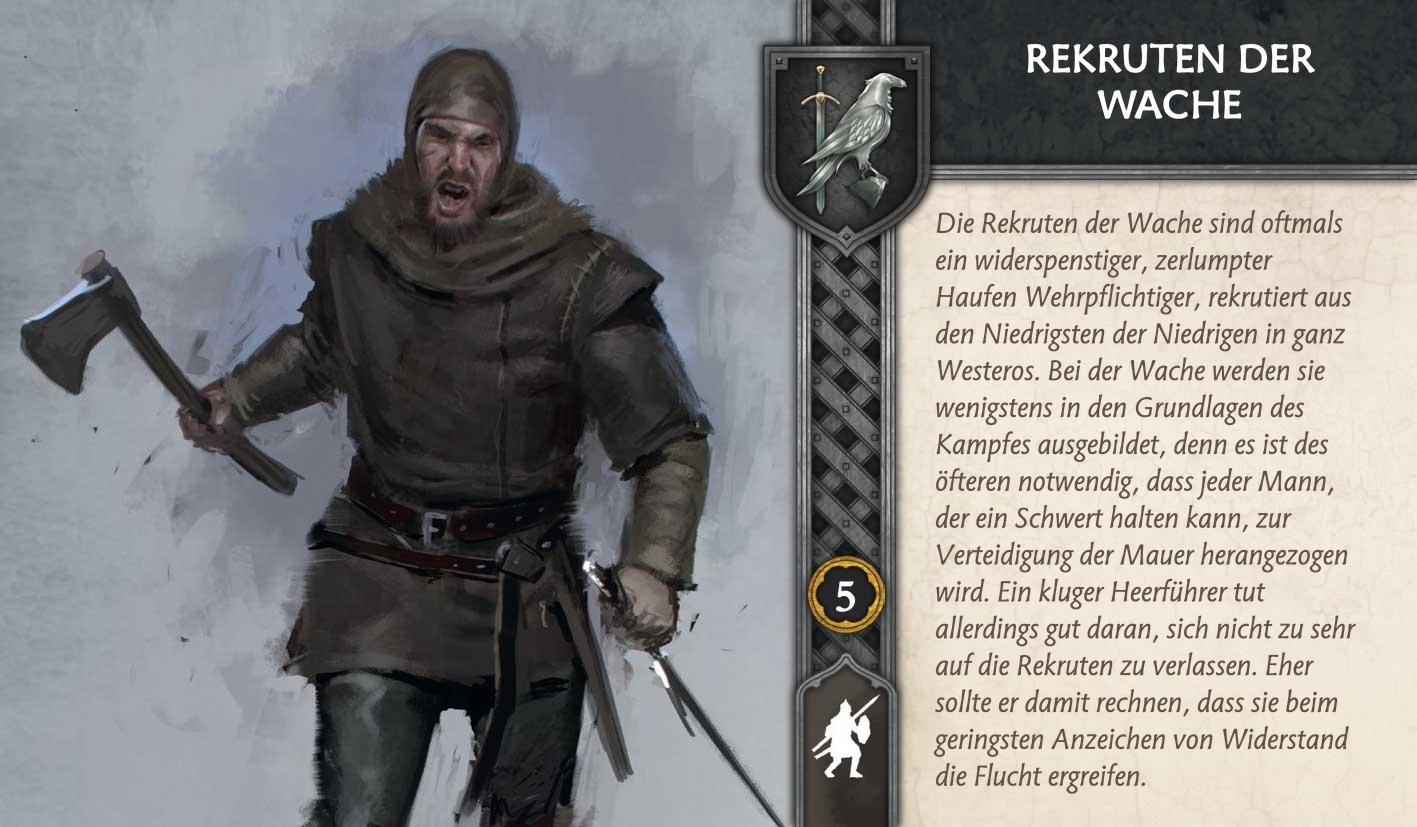 REKRUTEN DER
WACHE
Die Rekruten der Wache sind oftmals
ein widerspenstiger, zerlumpter
Haufen Wehrpflichtiger, rekrutiert aus
den Niedrigsten der Niedrigen in ganz
Westeros. Bei der Wache werden sie
wenigstens in den Grundlagen des
Kampfes ausgebildet, denn es ist des
öfteren notwendig, dass jeder Mann,
der ein Schwert halten kann, zur
Verteidigung der Mauer herangezogen
wird. Ein kluger Heerführer tut
allerdings gut daran, sich nicht zu sehr
auf die Rekruten zu verlassen. Eher
sollte er damit rechnen, dass sie beim
geringsten Anzeichen von Widerstand
die Flucht ergreifen.
5